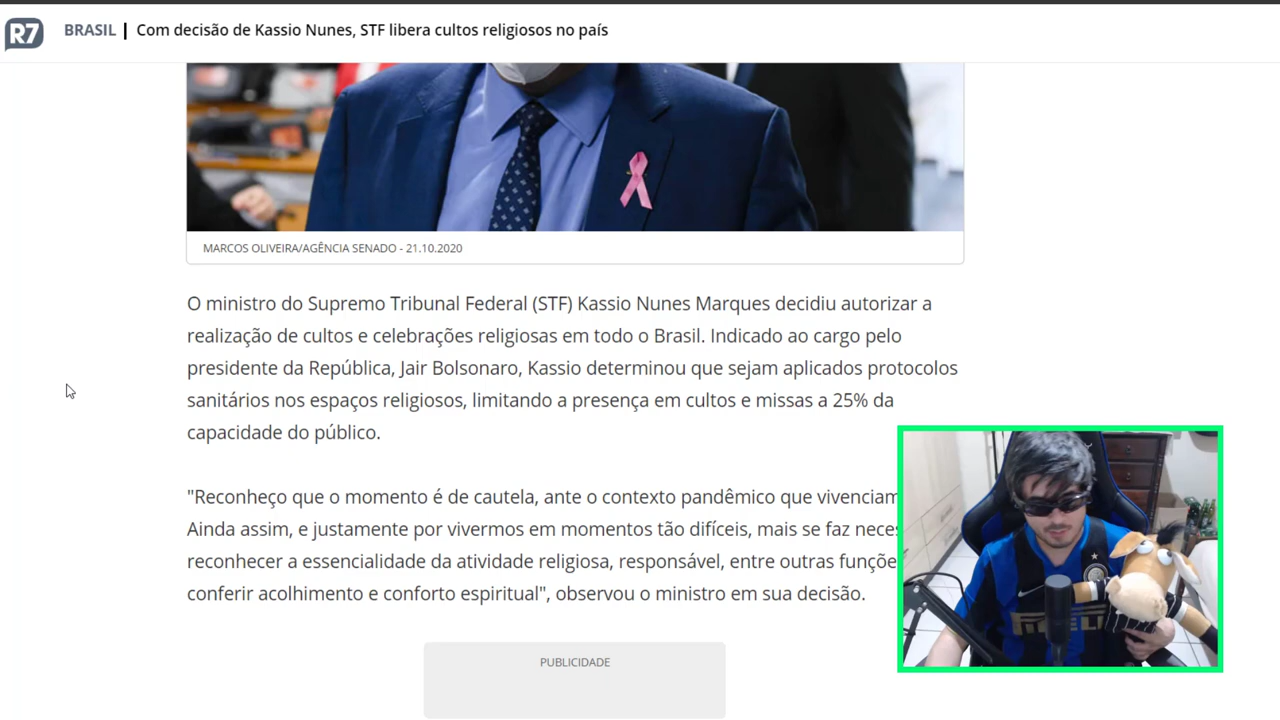 R7 BRASIL | Com decisão de Kassio Nunes, STF libera cultos religiosos no país
MARCOS OLIVEIRA/AGÊNCIA SENADO - 21.10.2020
O ministro do Supremo Tribunal Federal (STF) Kassio Nunes Marques decidiu autorizar a
realização de cultos e celebrações religiosas em todo o Brasil. Indicado ao cargo pelo
presidente da República, Jair Bolsonaro, Kassio determinou que sejam aplicados protocolos
sanitários nos espaços religiosos, limitando a presença em cultos e missas a 25% da
capacidade do público.
"Reconheço que o momento é de cautela, ante o contexto pandêmico que vivenciam
Ainda assim, e justamente por vivermos em momentos tão difíceis, mais se faz neces
reconhecer a essencialidade da atividade religiosa, responsável, entre outras funçõe
conferir acolhimento e conforto espiritual", observou o ministro em sua decisão.
PUBLICIDADE